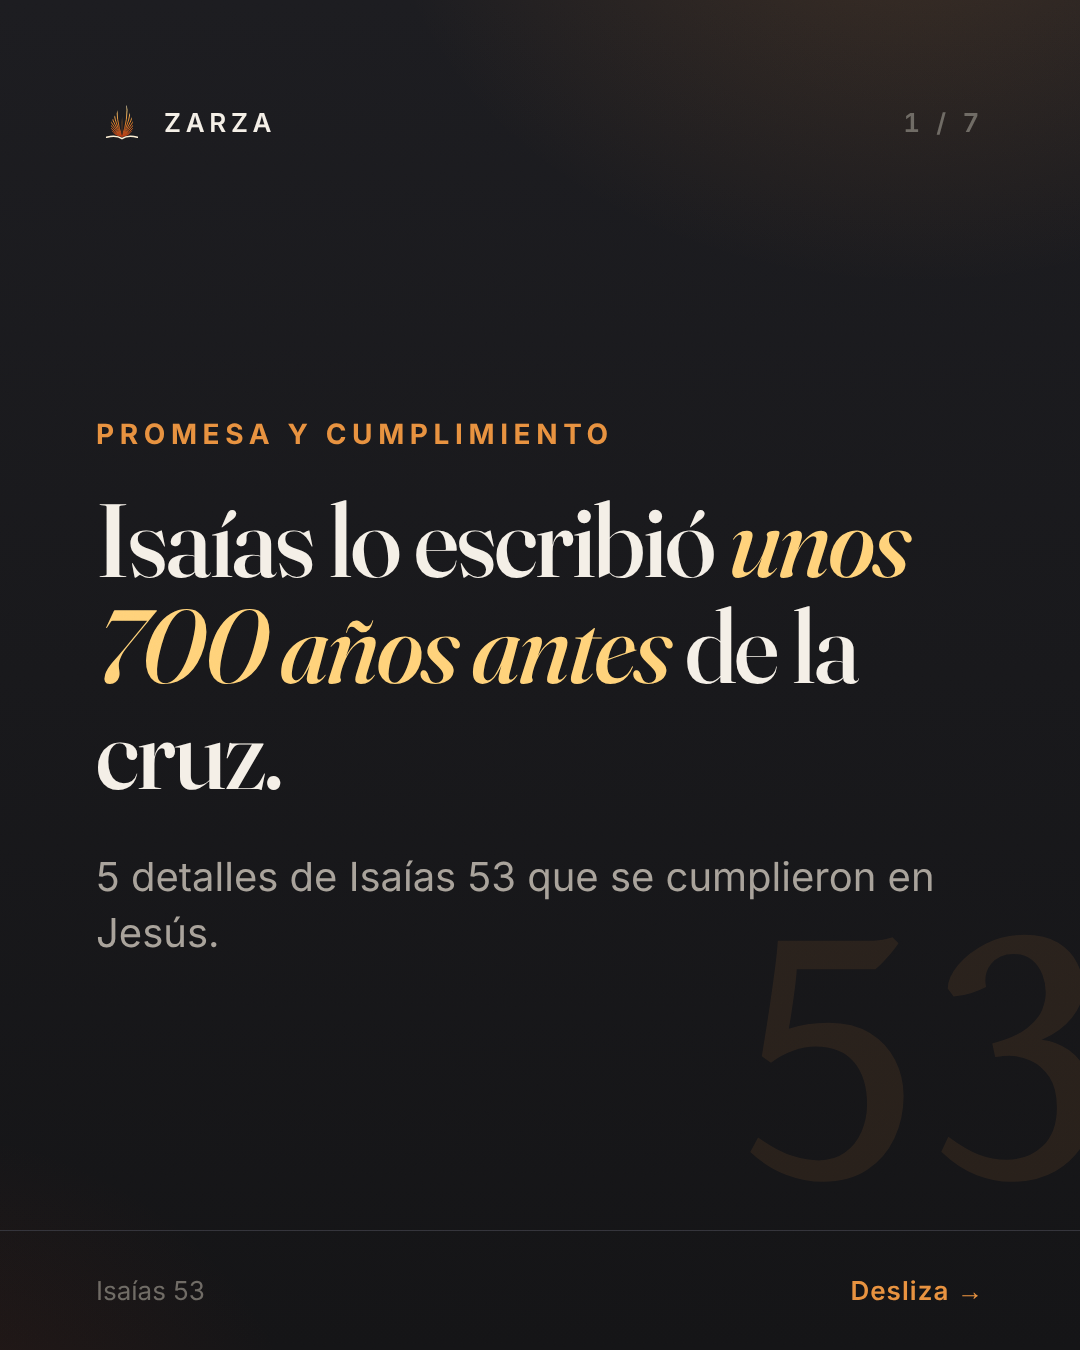 ZARZA
1 / 7
PROMESA Y CUMPLIMIENTO
Isaías lo escribió unos
700 años antes de la
cruz.
5 detalles de Isaías 53 que se cumplieron en
Jesús.
53
Isaías 53
Desliza →